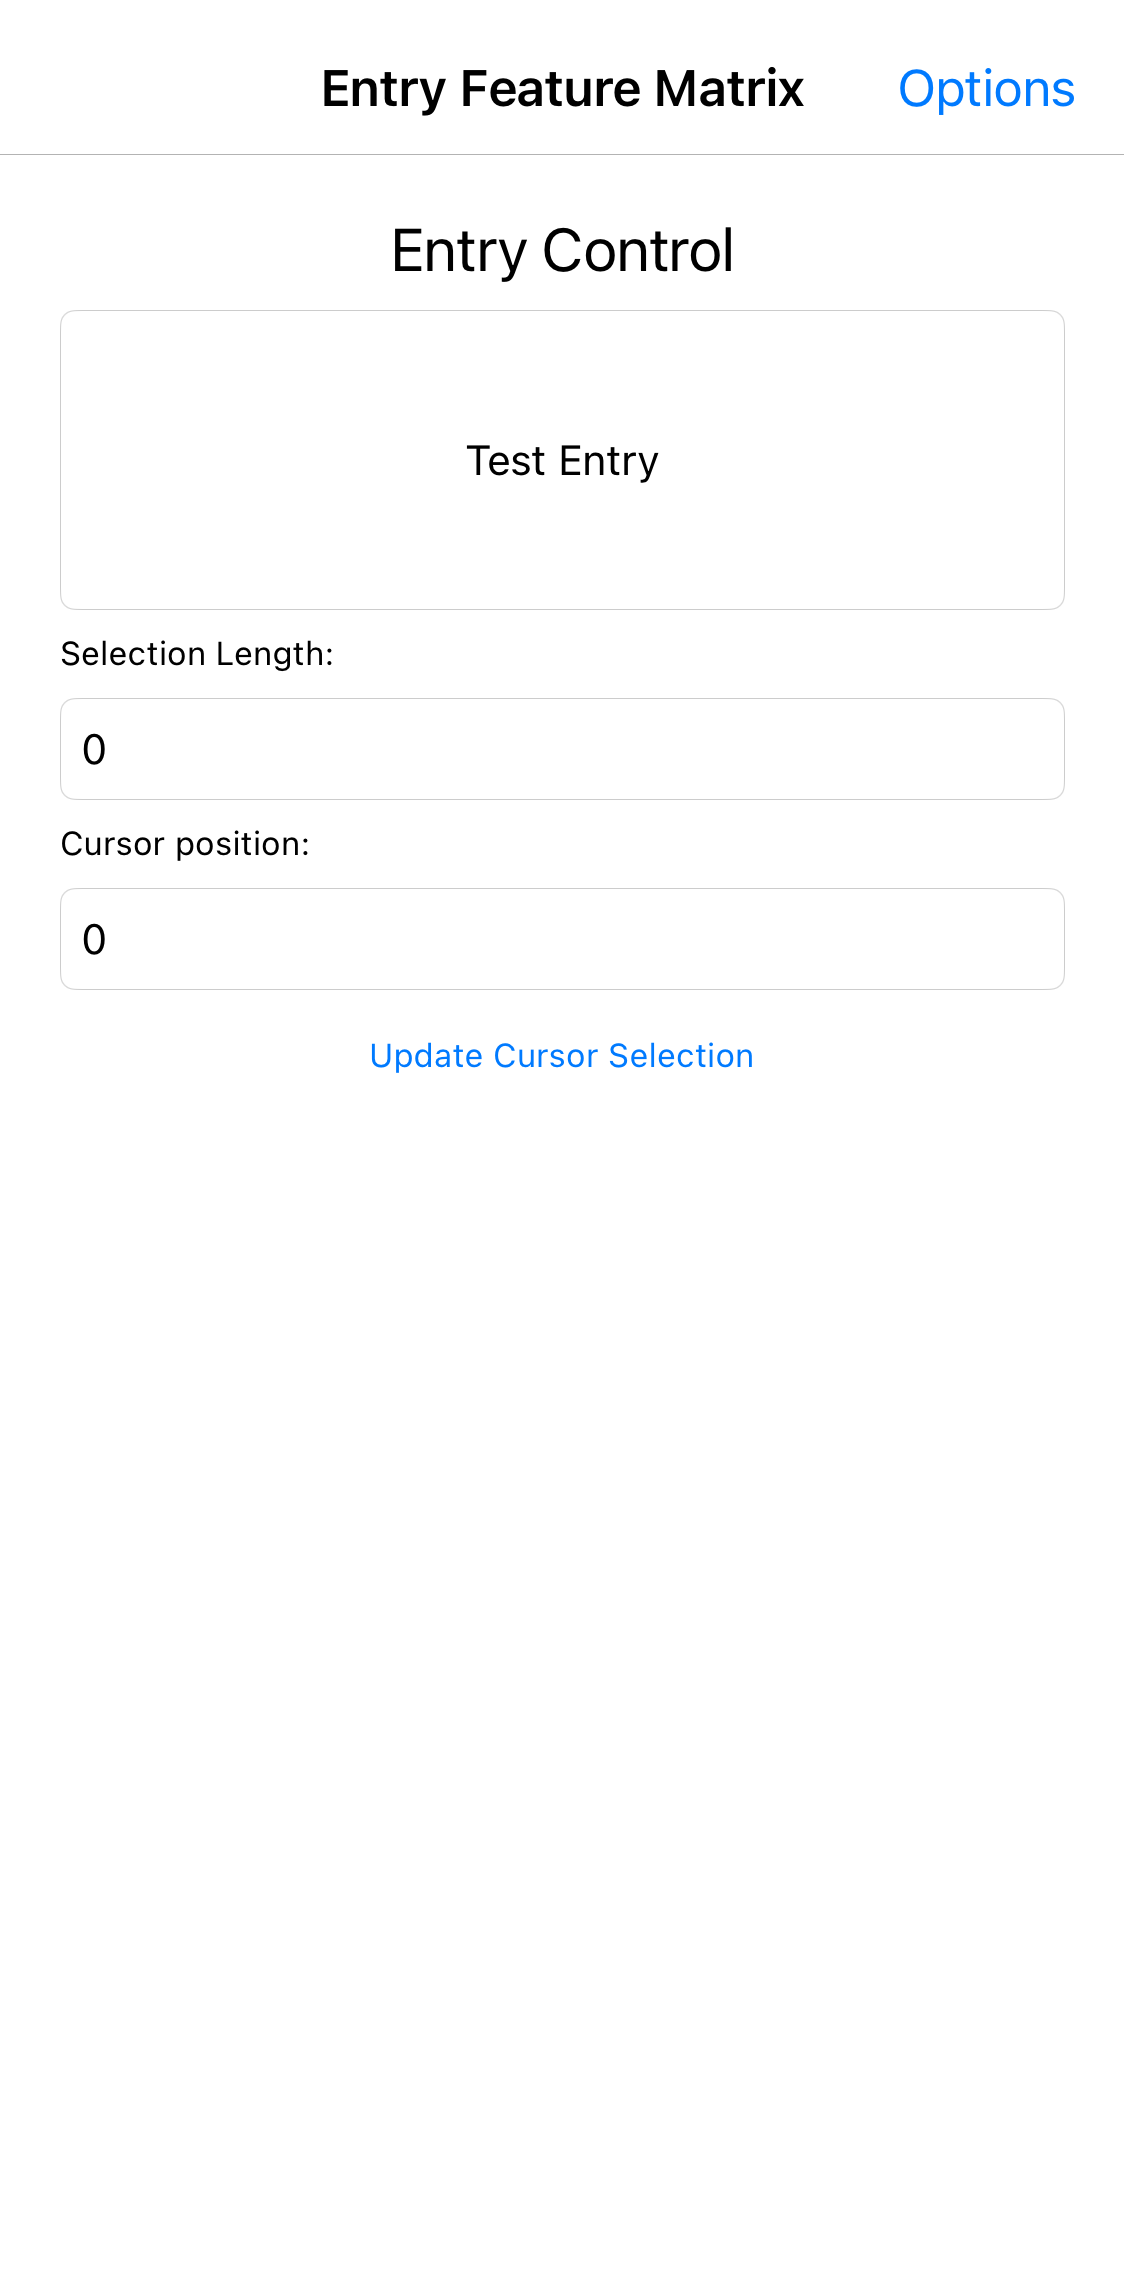 Entry Feature Matrix Options
Entry Control
Test Entry
Selection Length:
0
Cursor position:
0
Update Cursor Selection